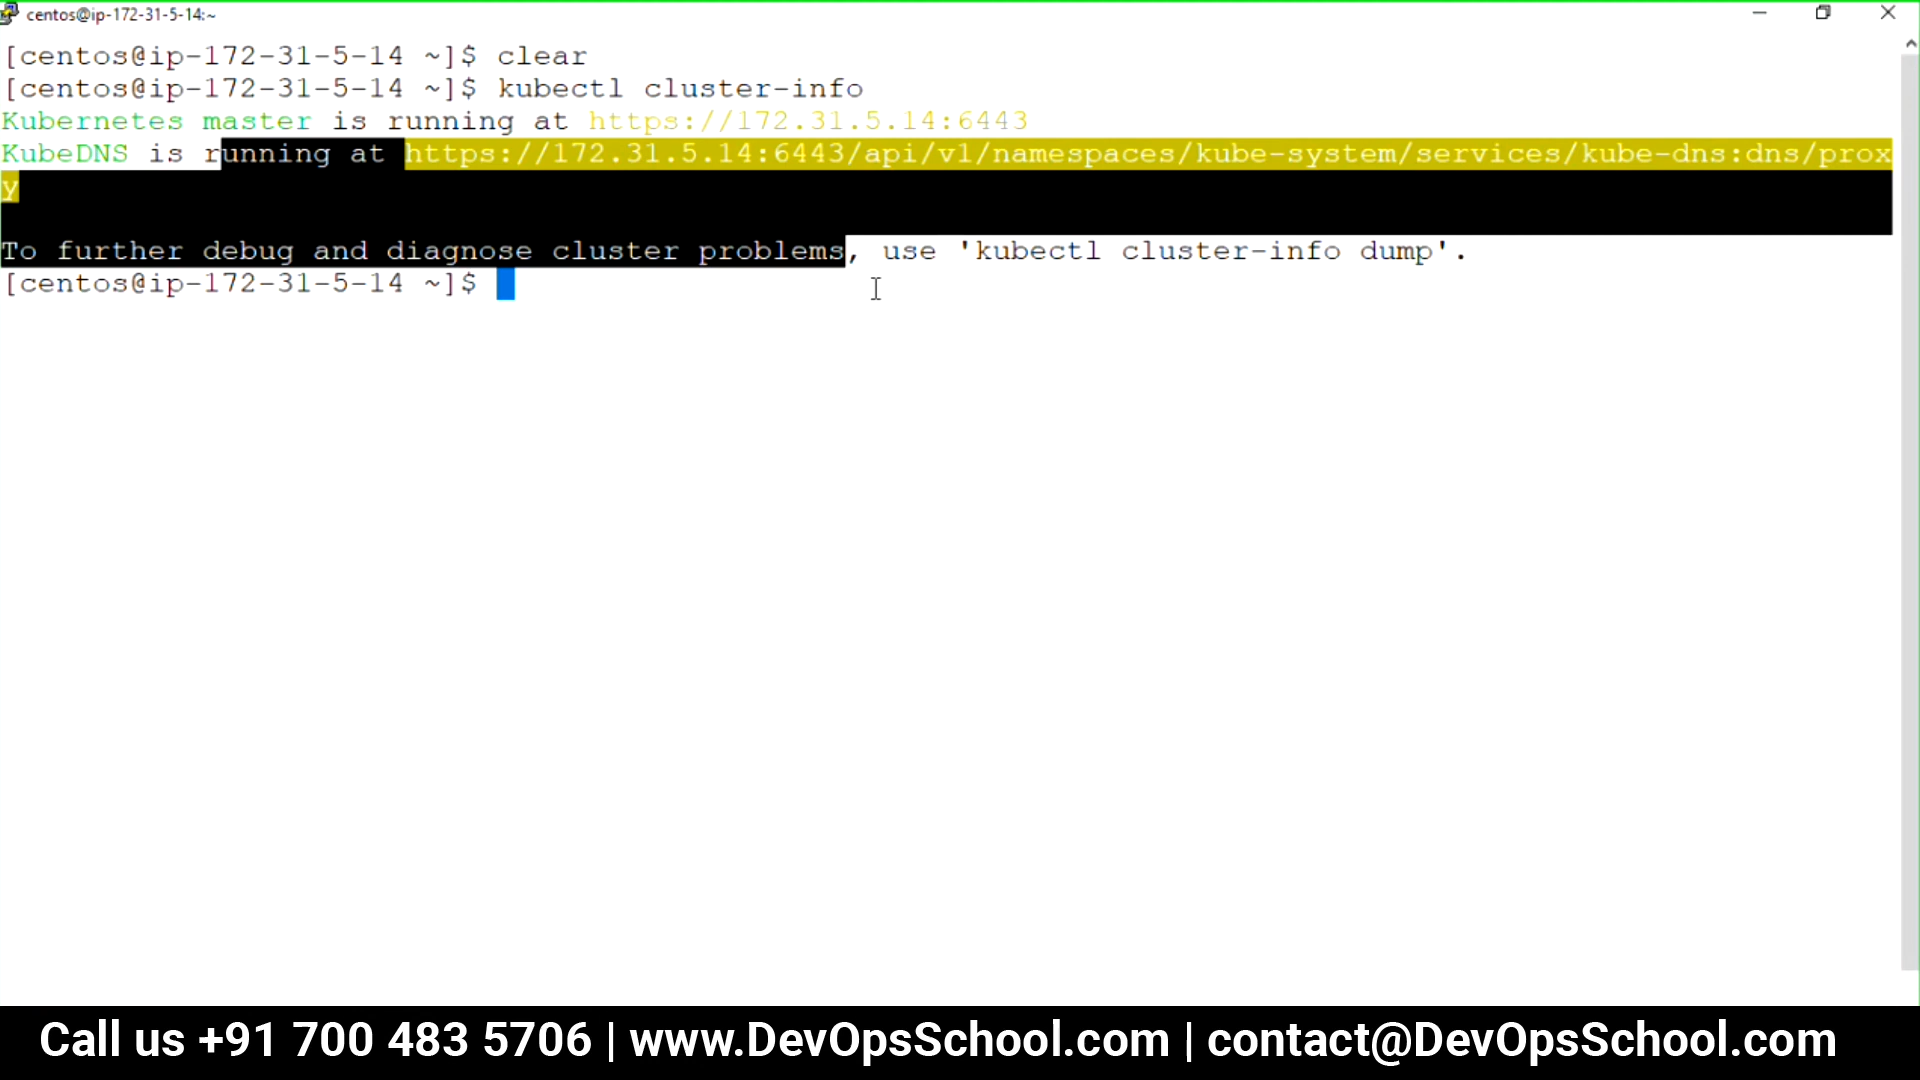 centos@ip-172-31-5-14:~
[centos@ip-172-31-5-14 ~]$ clear
[centos@ip-172-31-5-14 ~]$ kubectl cluster-info
Kubernetes master is running at https://172.31.5.14:6443
KubeDNS is running at https://172.31.5.14:6443/api/v1/namespaces/kube-system/services/kube-dns:dns/prox
y
To further debug and diagnose cluster problems, use 'kubectl cluster-info dump'.
[centos@ip-172-31-5-14 ~]$
Call us +91 700 483 5706 | www.DevOpsSchool.com | contact@DevOpsSchool.com